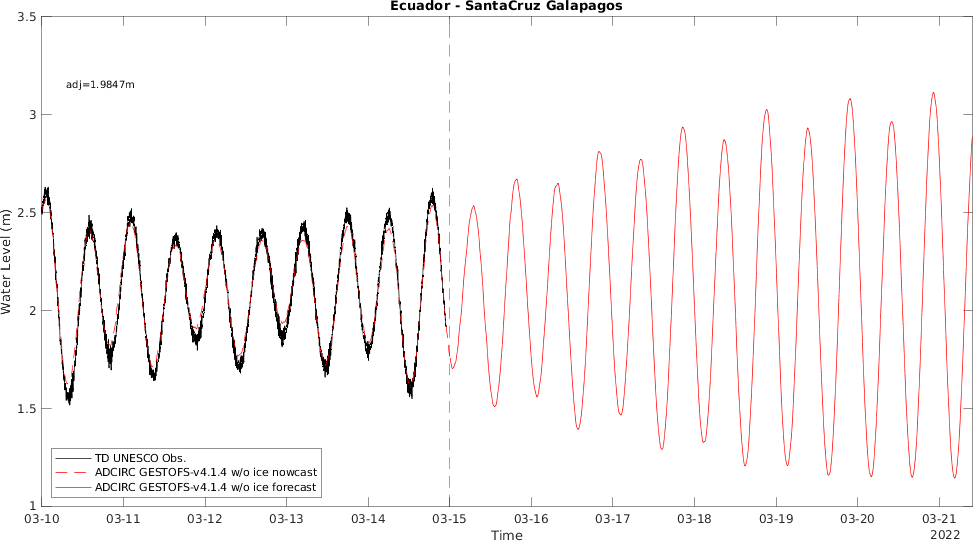 Ecuador - SantaCruz Galapagos
3.5
adj=1.9847m
3
2.5
Water Level (m)
2
1.5
TD UNESCO Obs.
ADCIRC GESTOFS-v4.1.4 w/o ice nowcast
ADCIRC GESTOFS-v4.1.4 w/o ice forecast
1
03-10 03-11 03-12 03-13 03-14 03-15 03-16 03-17 03-18 03-19 03-20 03-21
Time
2022